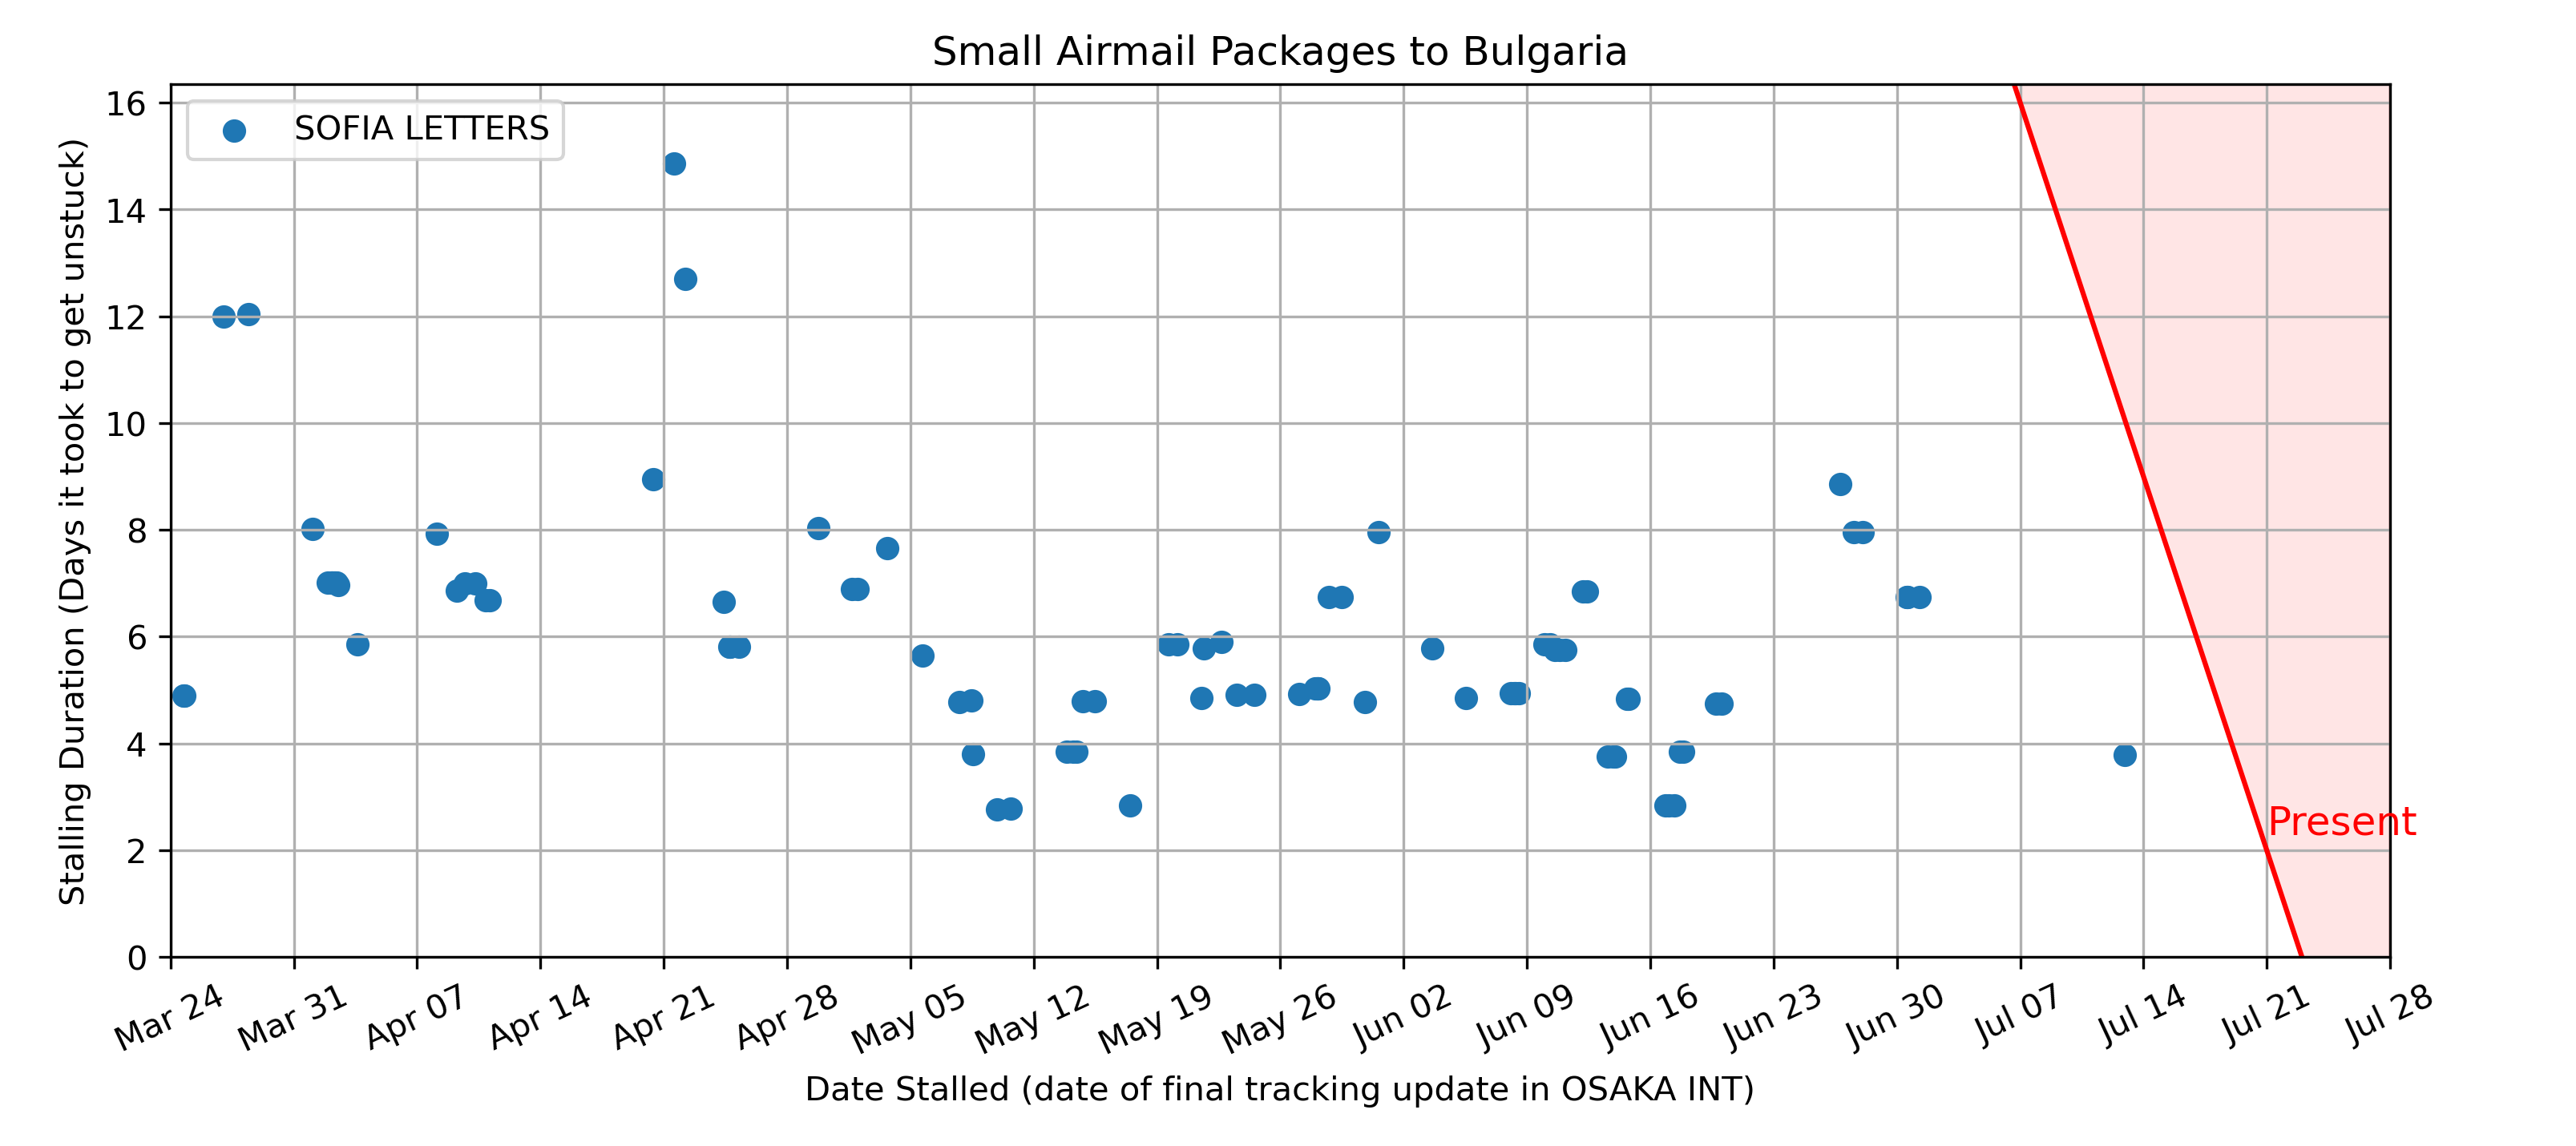 Small Airmail Packages to Bulgaria
SOFIA LETTERS
Stalling Duration (Days it took to get unstuck)
16
14
12
10
8
6
4
2
0
Present
Mar 24
Mar 31
Apr 07
Apr 14
Apr 21
Apr 28
May 05
May 12
May 19
May 26
Jun 02
Jun 09
Jun 16
Jun 23
Jun 30
Jul 07
Jul 14
Jul 21
Jul 28
Date Stalled (date of final tracking update in OSAKA INT)